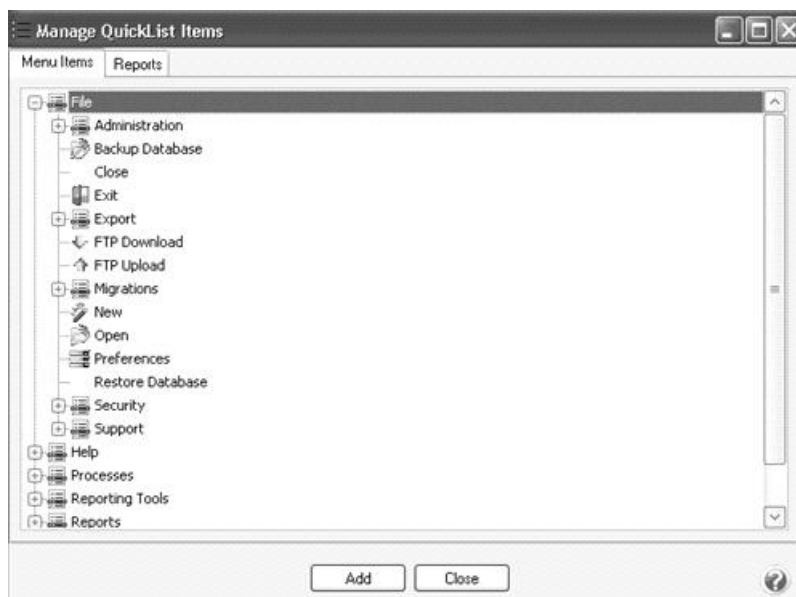 Manage QuickList Items
Menu Items Reports
File
Administration
Backup Database
Close
Exit
Export
FTP Download
FTP Upload
Migrations
New
Open
Preferences
Restore Database
Security
Support
Help
Processes
Reporting Tools
Reports
Add Close